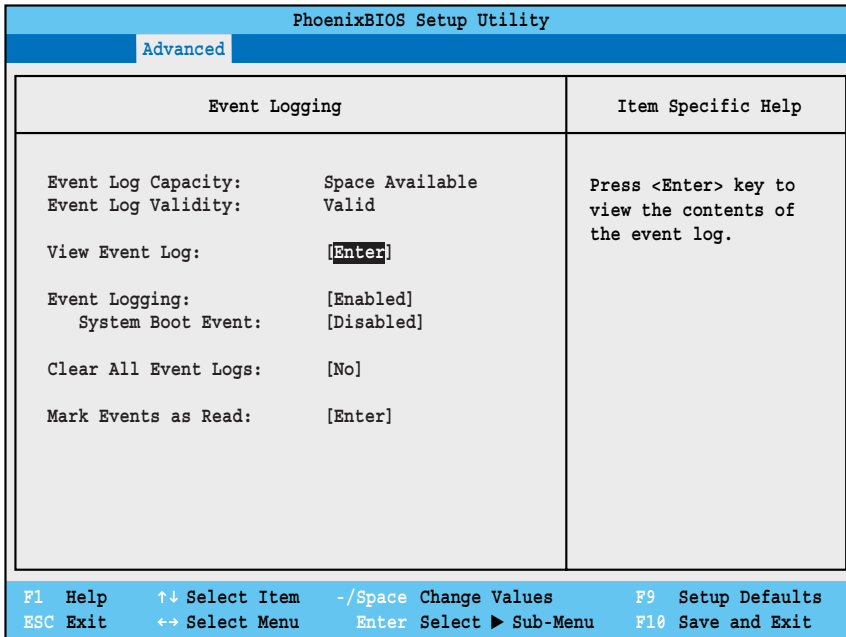 PhoenixBIOS Setup Utility
Advanced
Event Logging
Item Specific Help
Event Log Capacity: Space Available
Event Log Validity: Valid
View Event Log: [Enter]
Event Logging: [Enabled]
System Boot Event: [Disabled]
Clear All Event Logs: [No]
Mark Events as Read: [Enter]
Press <Enter> key to
view the contents of
the event log.
F1 Help ↑↓ Select Item -/Space Change Values F9 Setup Defaults
ESC Exit ←→ Select Menu Enter Select ▶ Sub-Menu F10 Save and Exit